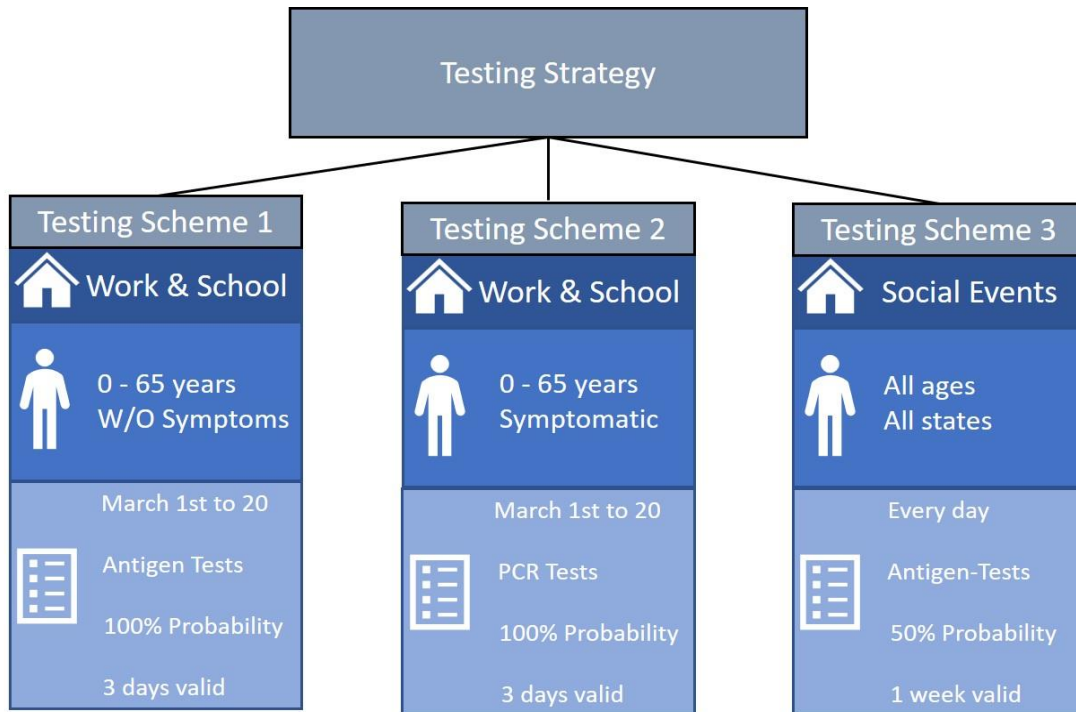 Testing Strategy
Testing Scheme 1
Work & School
0 - 65 years
W/O Symptoms
March 1st to 20
Antigen Tests
100% Probability
3 days valid
Testing Scheme 2
Work & School
0 - 65 years
Symptomatic
March 1st to 20
PCR Tests
100% Probability
3 days valid
Testing Scheme 3
Social Events
All ages
All states
Every day
Antigen-Tests
50% Probability
1 week valid